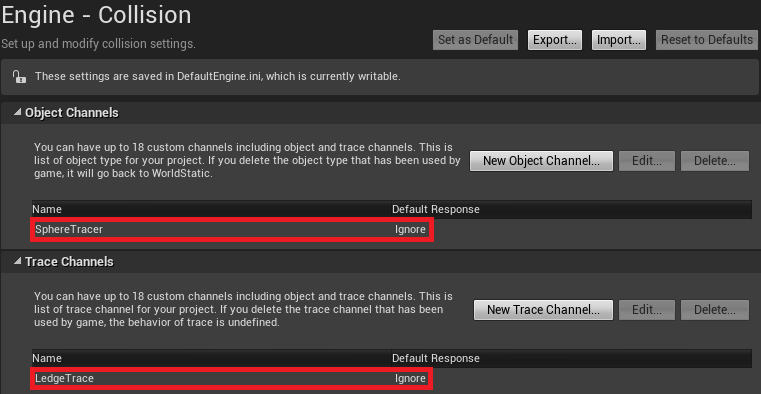 Engine - Collision
Set up and modify collision settings.
Set as Default Export... Import... Reset to Defaults
These settings are saved in DefaultEngine.ini, which is currently writable.
Object Channels
You can have up to 18 custom channels including object and trace channels. This is
list of object type for your project. If you delete the object type that has been used by
game, it will go back to WorldStatic.
New Object Channel... Edit... Delete...
Name Default Response
SphereTracer Ignore
Trace Channels
You can have up to 18 custom channels including object and trace channels. This is
list of trace channel for your project. If you delete the trace channel that has been
used by game, the behavior of trace is undefined.
New Trace Channel... Edit... Delete...
Name Default Response
LedgeTrace Ignore